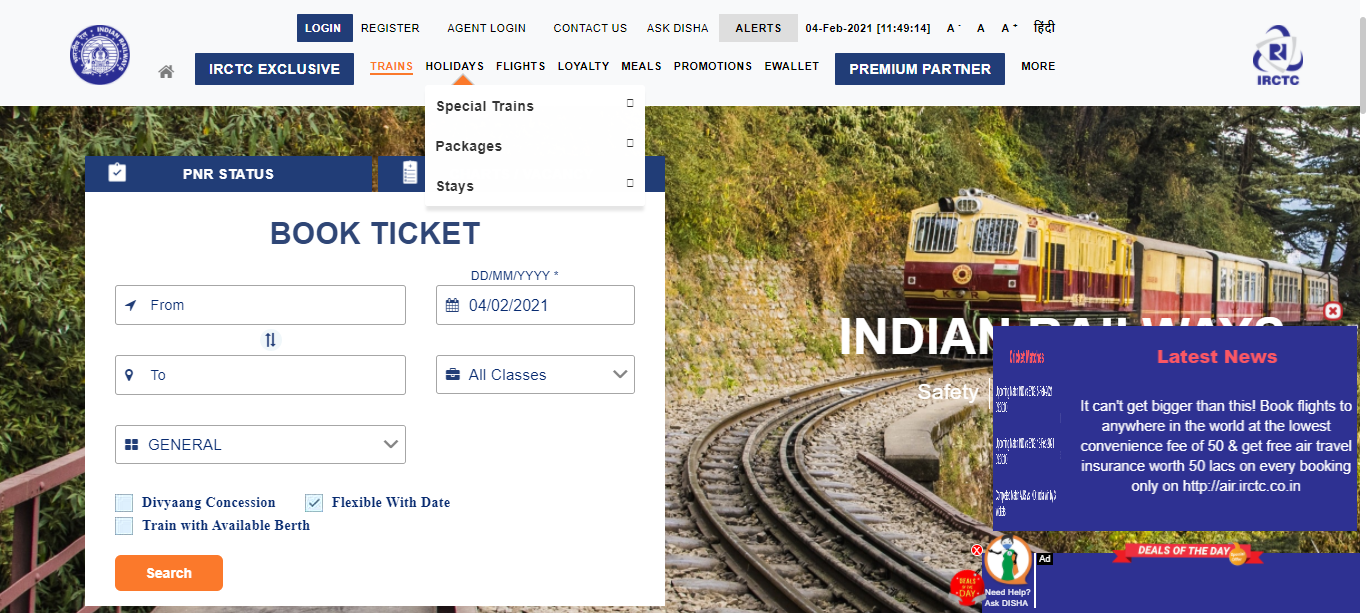 LOGIN REGISTER AGENT LOGIN CONTACT US ASK DISHA ALERTS 04-Feb-2021 [11:49:14] A- A A+ हिंदी
INDIAN RAILWAYS
IRCTC EXCLUSIVE TRAINS HOLIDAYS FLIGHTS LOYALTY MEALS PROMOTIONS EWALLET PREMIUM PARTNER MORE
IRCTC
Special Trains
Packages
Stays
PNR STATUS
BOOK TICKET
DD/MM/YYYY *
From
04/02/2021
To
All Classes
GENERAL
Divyaang Concession
Flexible With Date
Train with Available Berth
Search
INDIAN RAILWAYS
Safety
Cricket Matches
Latest News
It can't get bigger than this! Book flights to
anywhere in the world at the lowest
convenience fee of 50 & get free air travel
insurance worth 50 lacs on every booking
only on http://air.irctc.co.in
DEALS OF THE DAY
Ad
DEALS
OF THE
DAY
Need Help?
Ask DISHA